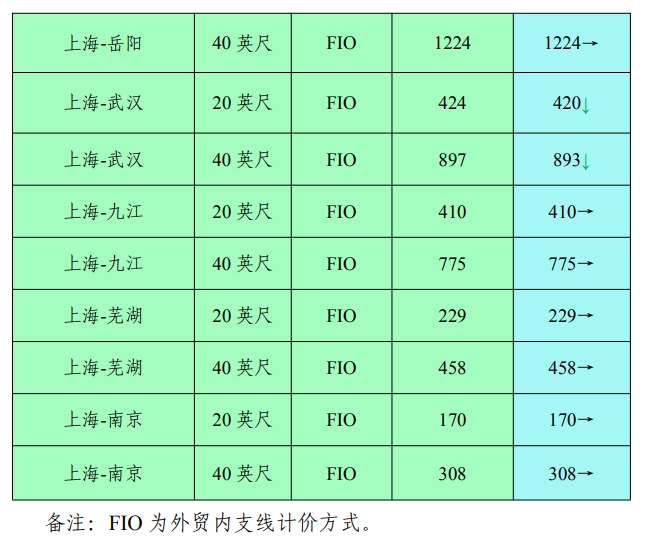 上海-岳阳 40 英尺 FIO 1224 1224→
上海-武汉 20 英尺 FIO 424 420↓
上海-武汉 40 英尺 FIO 897 893↓
上海-九江 20 英尺 FIO 410 410→
上海-九江 40 英尺 FIO 775 775→
上海-芜湖 20 英尺 FIO 229 229→
上海-芜湖 40 英尺 FIO 458 458→
上海-南京 20 英尺 FIO 170 170→
上海-南京 40 英尺 FIO 308 308→
备注：FIO 为外贸内支线计价方式。